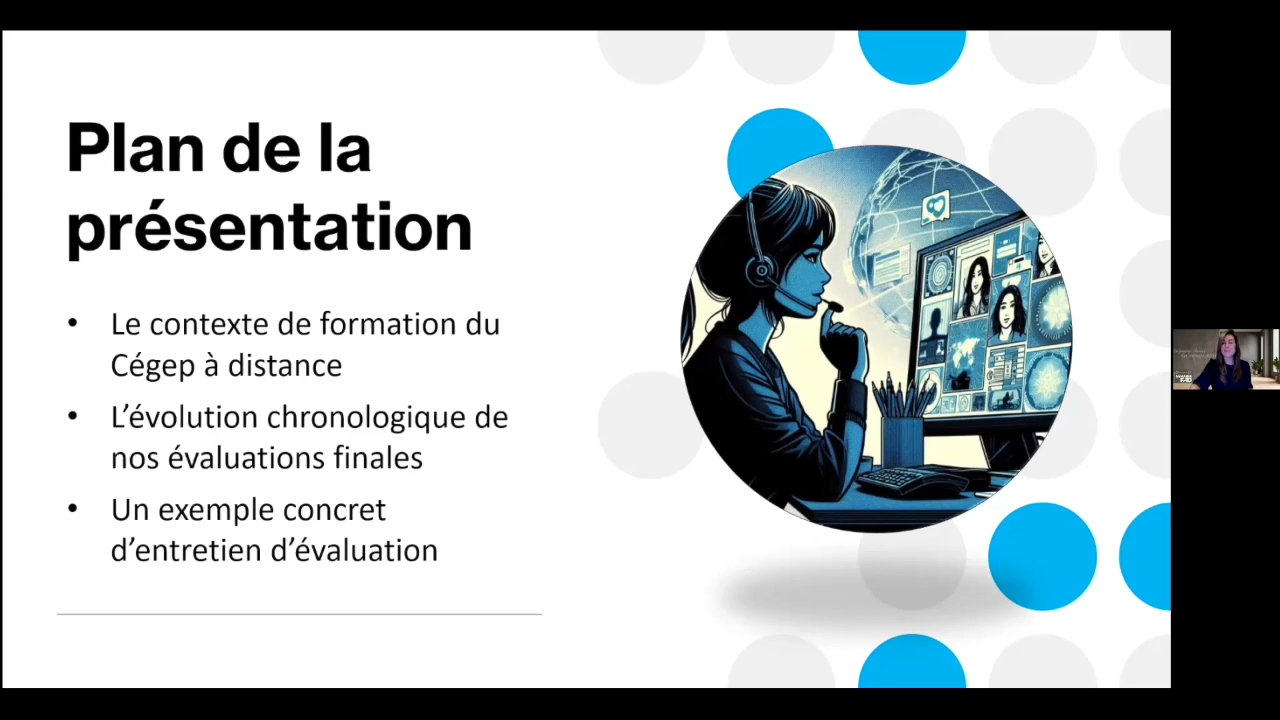 Plan de la
présentation
• Le contexte de formation du
Cégep à distance
• L’évolution chronologique de
nos évaluations finales
• Un exemple concret
d’entretien d’évaluation